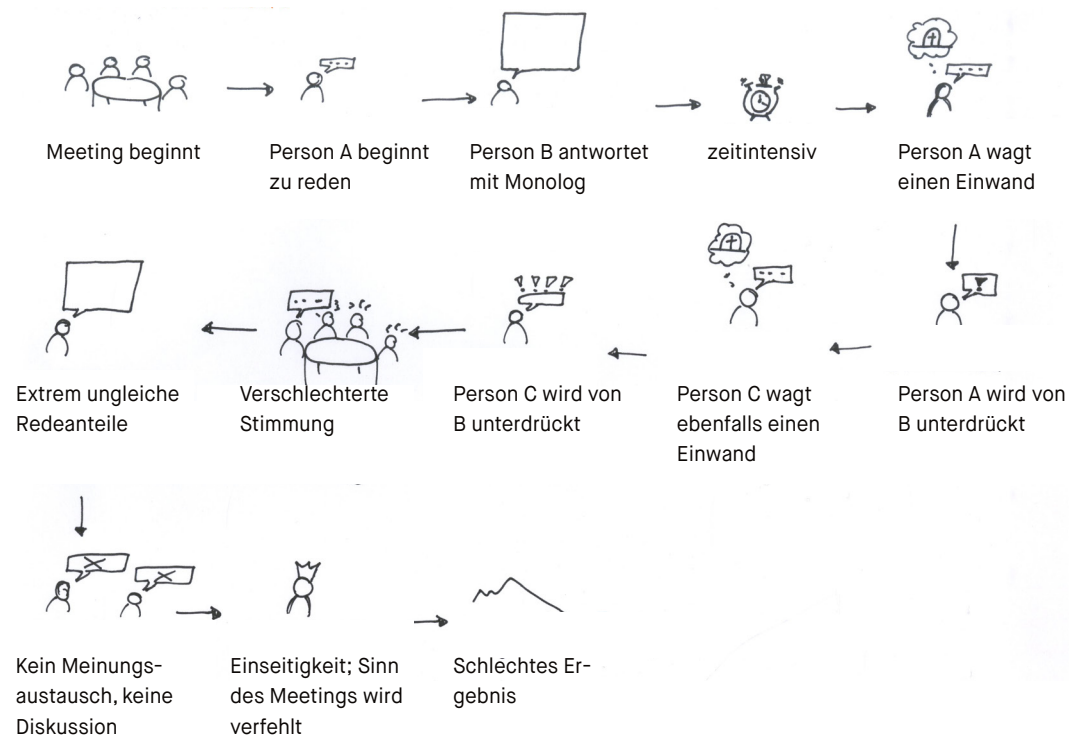 Meeting beginnt
Person A beginnt
zu reden
Person B antwortet
mit Monolog
zeitintensiv
Person A wagt
einen Einwand
Person A wird von
B unterdrückt
Person C wagt
ebenfalls einen
Einwand
Person C wird von
B unterdrückt
Verschlechterte
Stimmung
Extrem ungleiche
Redeanteile
Kein Meinungs-
austausch, keine
Diskussion
Einseitigkeit; Sinn
des Meetings wird
verfehlt
Schlechtes Er-
gebnis